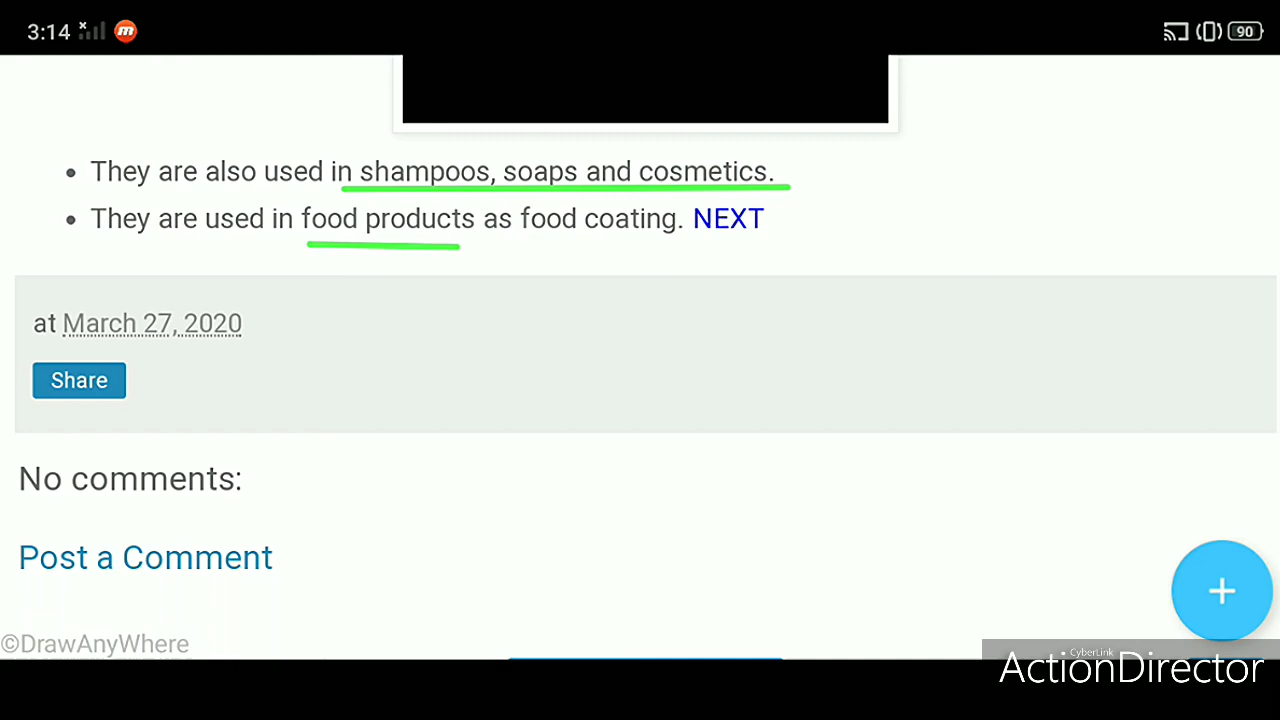 3:14
90
They are also used in shampoos, soaps and cosmetics.
They are used in food products as food coating. NEXT
at March 27, 2020
Share
No comments:
Post a Comment
+
©DrawAnyWhere
CyberLink
ActionDirector